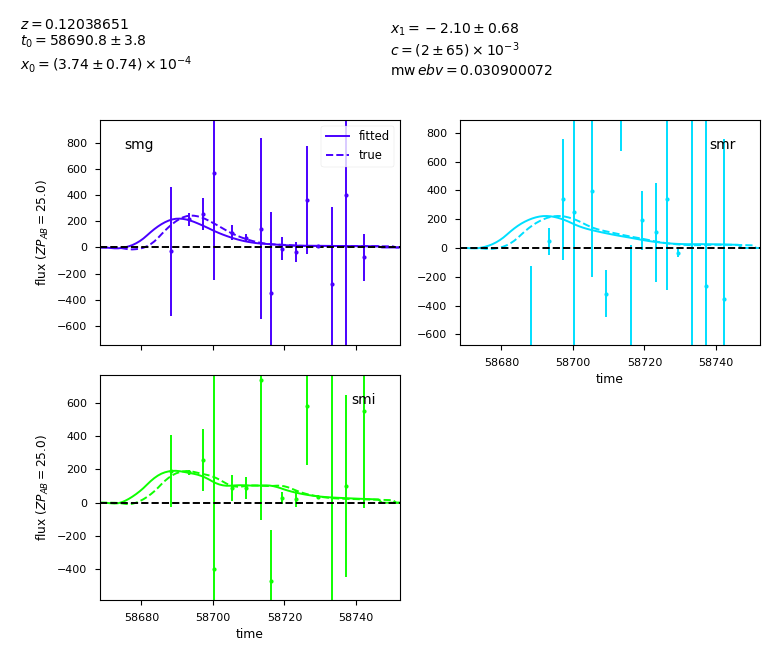 z = 0.12038651
t₀ = 58690.8 ± 3.8
x₀ = (3.74 ± 0.74) × 10⁻⁴
x₁ = −2.10 ± 0.68
c = (2 ± 65) × 10⁻³
mw ebv = 0.030900072
smg
fitted
true
800
600
400
200
0
−200
−400
−600
flux (ZP_AB = 25.0)
smr
800
600
400
200
0
−200
−400
−600
58680 58700 58720 58740
time
smi
600
400
200
0
−200
−400
flux (ZP_AB = 25.0)
58680 58700 58720 58740
time